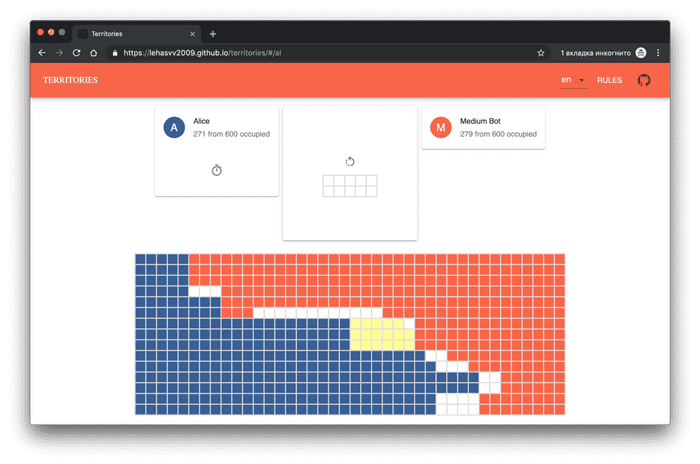 Territories
https://lehasvv2009.github.io/territories/#/ai
1 вкладка инкогнито
TERRITORIES
en
RULES
A
Alice
271 from 600 occupied
M
Medium Bot
279 from 600 occupied